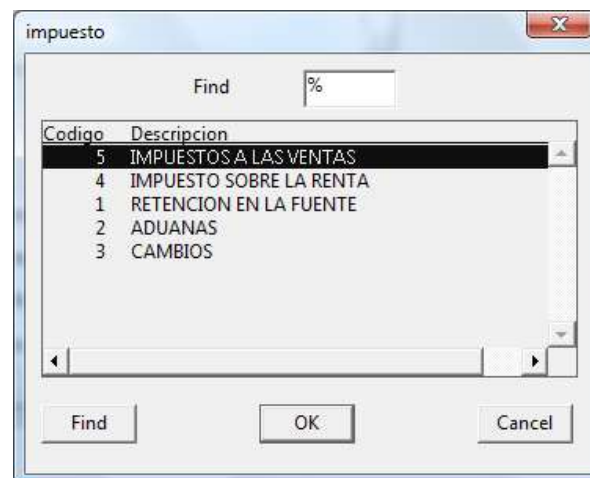 impuesto
Find %
Codigo Descripcion
5 IMPUESTOS A LAS VENTAS
4 IMPUESTO SOBRE LA RENTA
1 RETENCION EN LA FUENTE
2 ADUANAS
3 CAMBIOS
Find OK Cancel